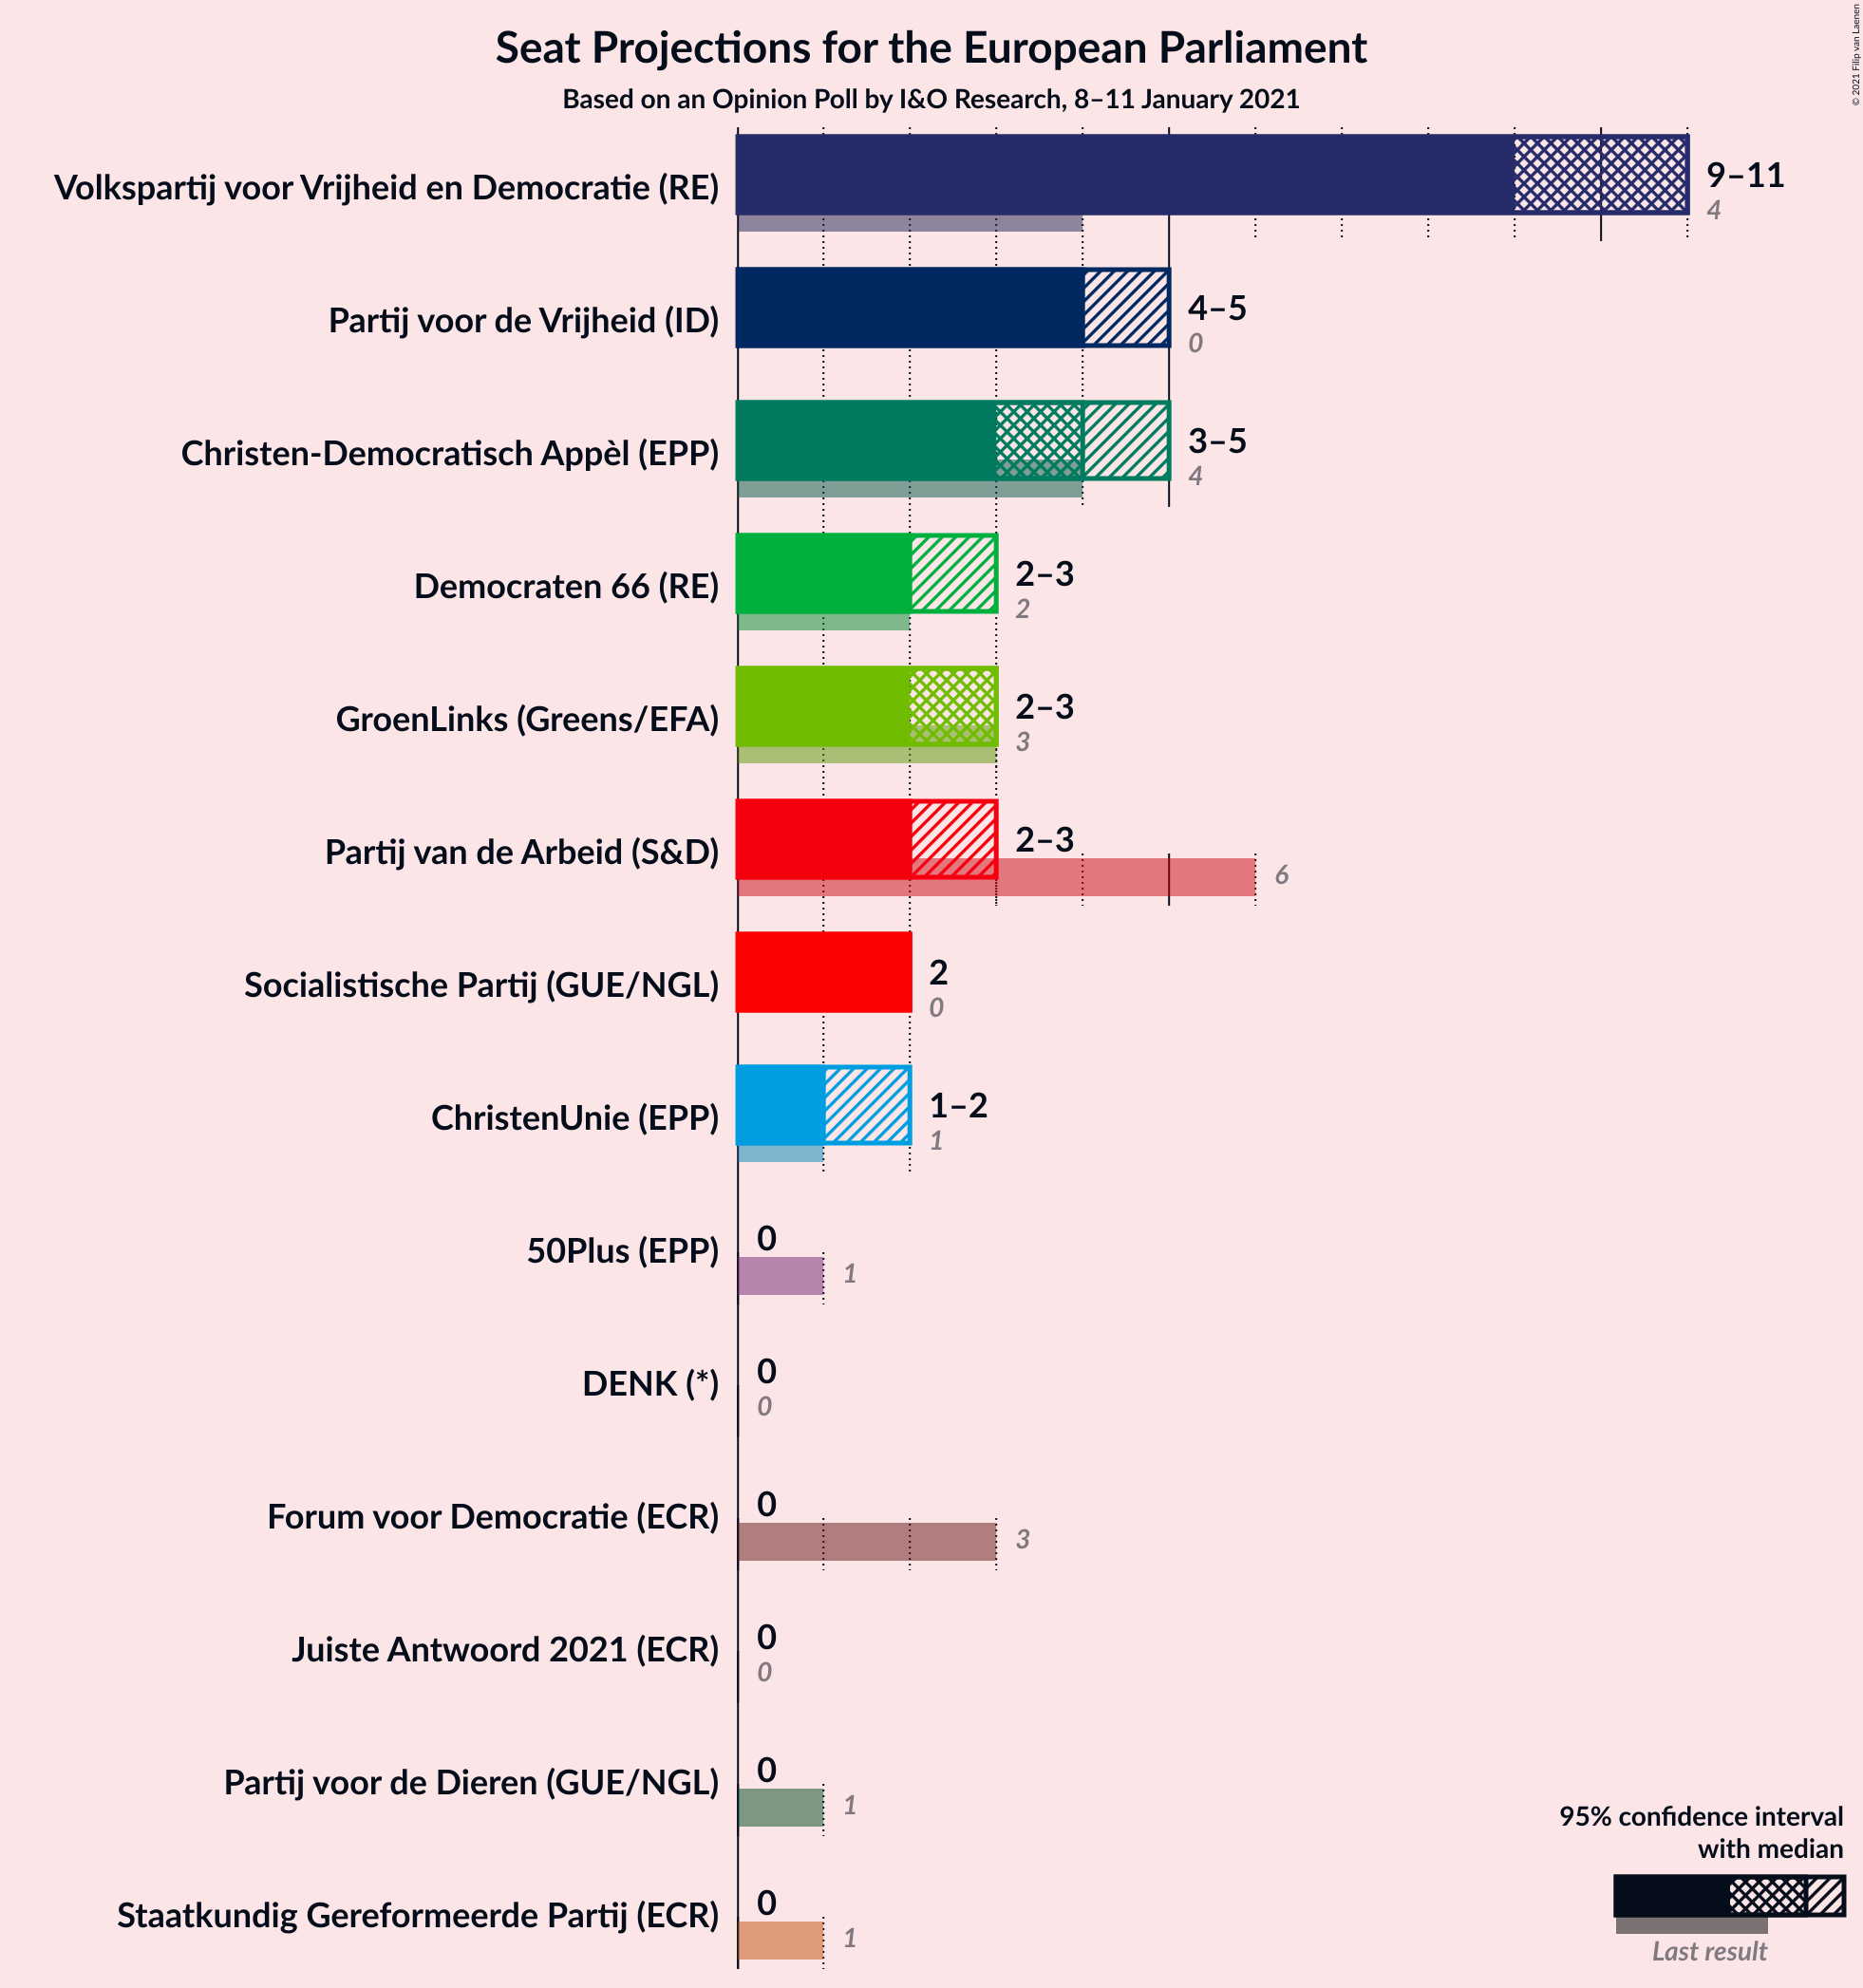 Seat Projections for the European Parliament
Based on an Opinion Poll by I&O Research, 8–11 January 2021
© 2021 Filip van Laenen
Volkspartij voor Vrijheid en Democratie (RE)
9–11
4
Partij voor de Vrijheid (ID)
4–5
0
Christen-Democratisch Appèl (EPP)
3–5
4
Democraten 66 (RE)
2–3
2
GroenLinks (Greens/EFA)
2–3
3
Partij van de Arbeid (S&D)
2–3
6
Socialistische Partij (GUE/NGL)
2
0
ChristenUnie (EPP)
1–2
1
50Plus (EPP)
0
1
DENK (*)
0
0
Forum voor Democratie (ECR)
0
3
Juiste Antwoord 2021 (ECR)
0
0
Partij voor de Dieren (GUE/NGL)
0
1
Staatkundig Gereformeerde Partij (ECR)
0
1
95% confidence interval
with median
Last result